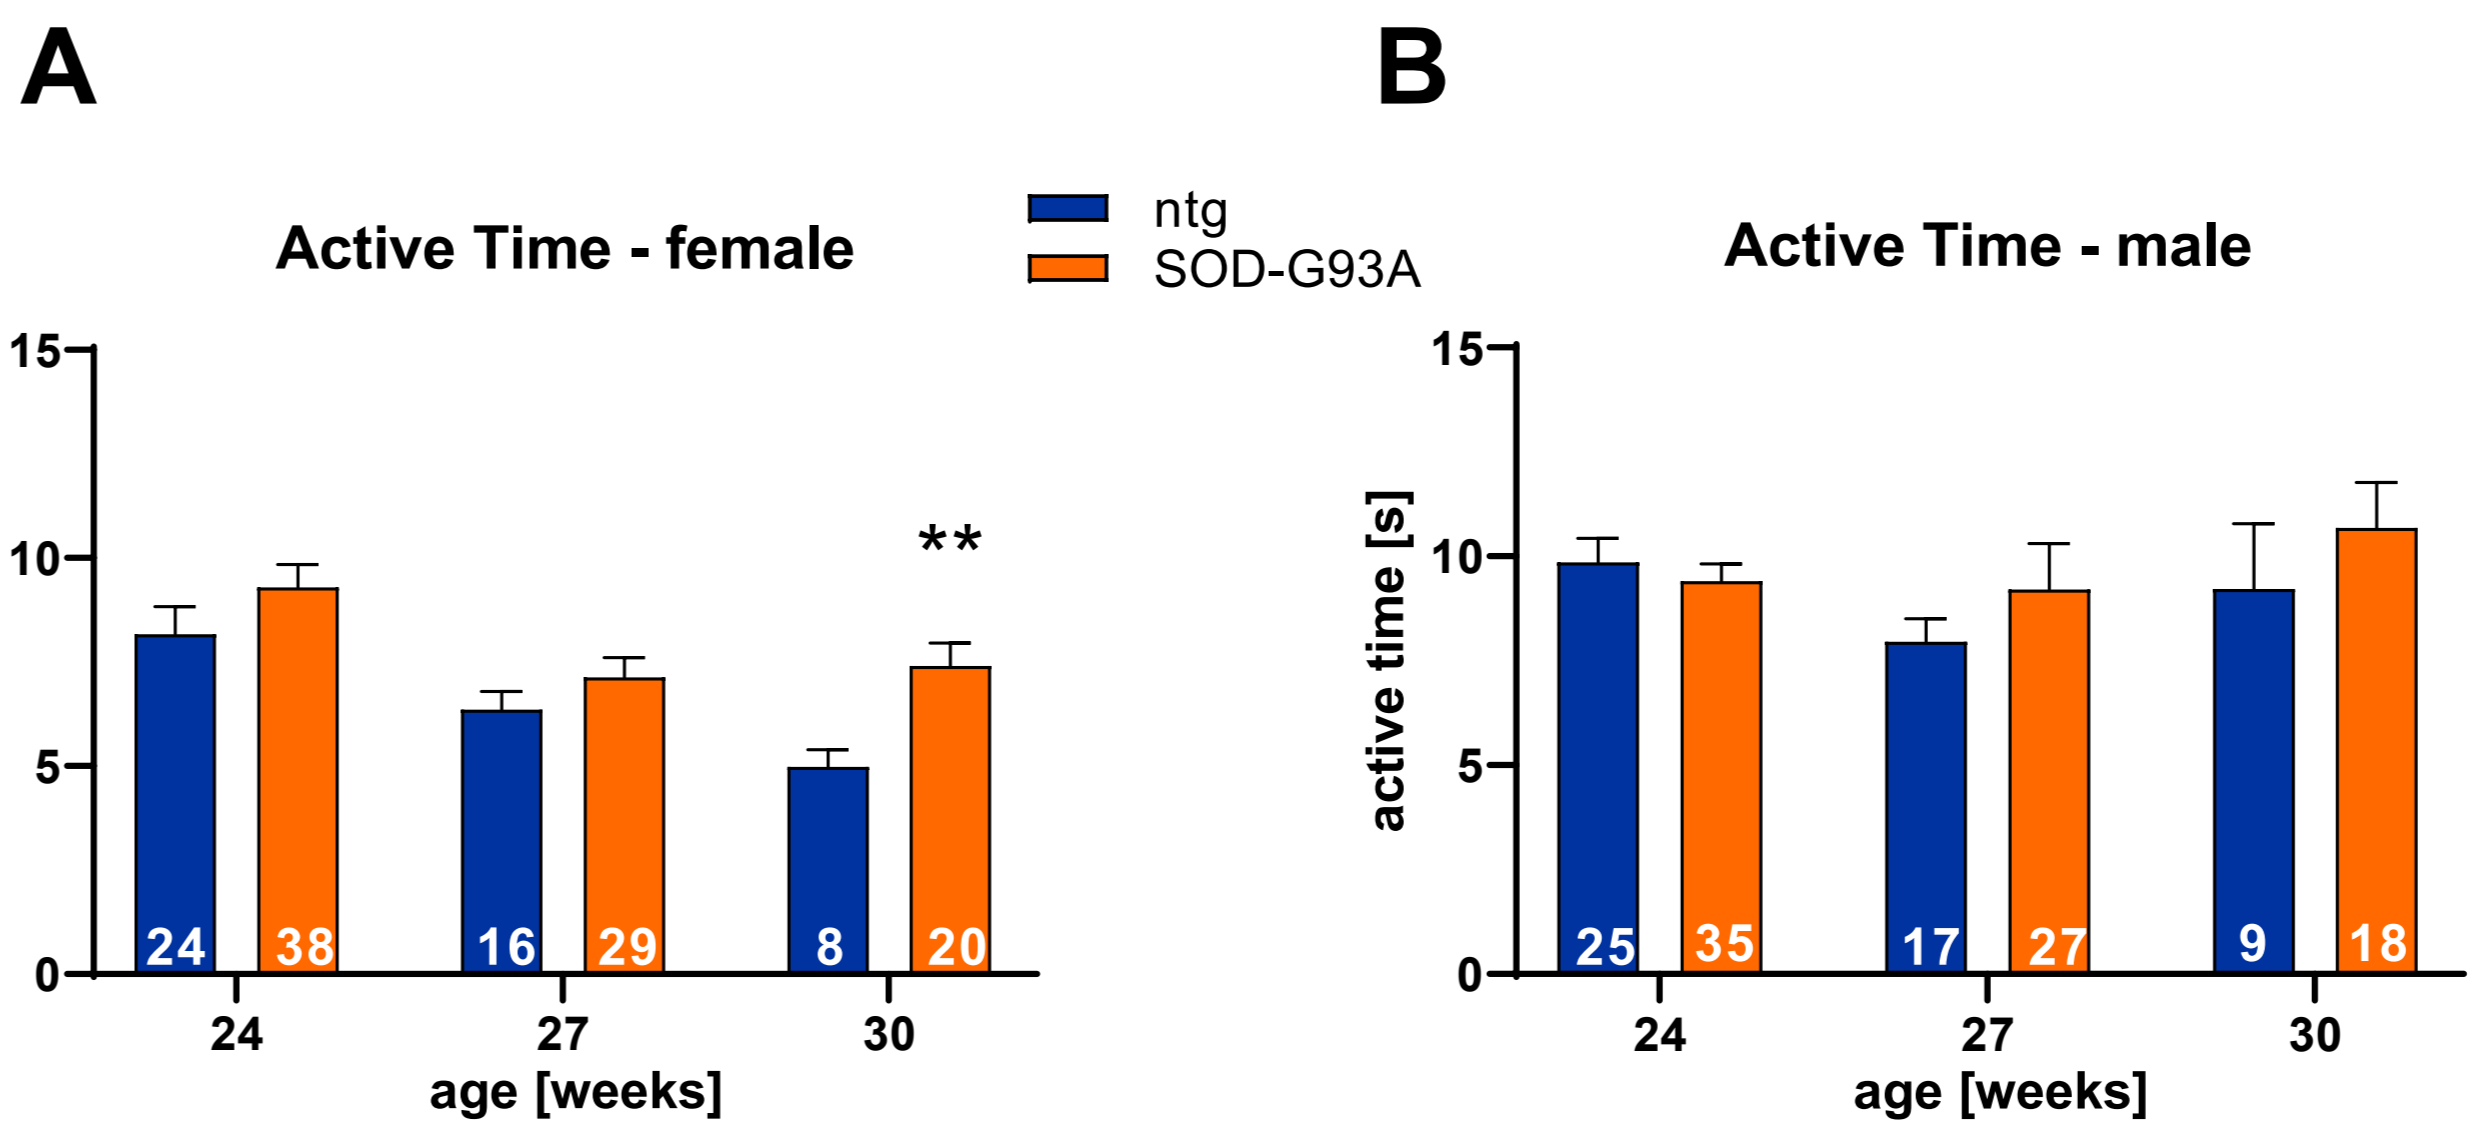 A
B
ntg
SOD-G93A
Active Time - female
Active Time - male
15
10
5
0
**
24 38 16 29 8 20
24 27 30
age [weeks]
active time [s]
15
10
5
0
25 35 17 27 9 18
24 27 30
age [weeks]